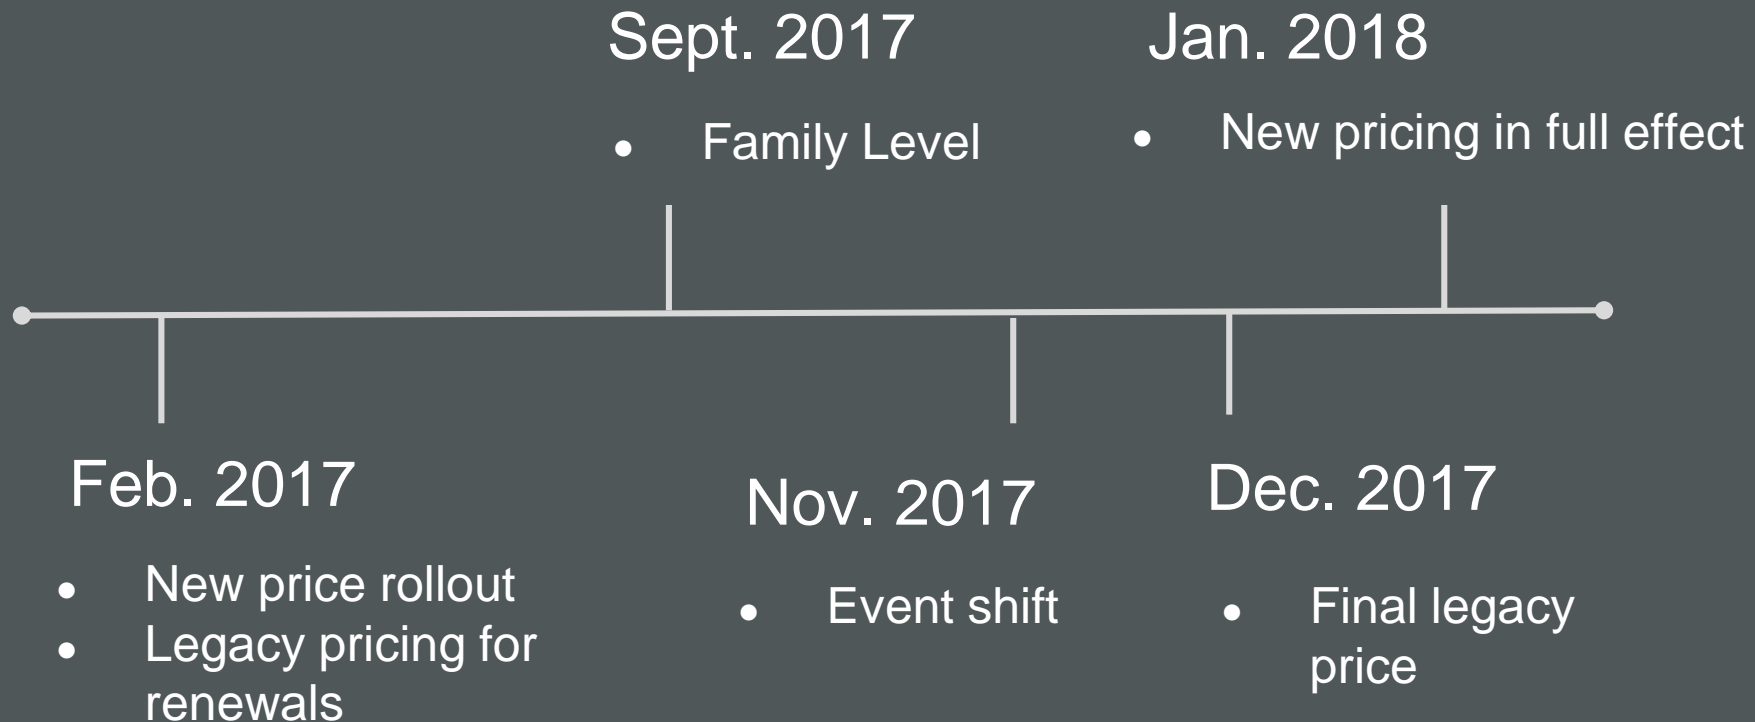 Sept. 2017
• Family Level
Jan. 2018
• New pricing in full effect
Feb. 2017
• New price rollout
• Legacy pricing for
renewals
Nov. 2017
• Event shift
Dec. 2017
• Final legacy
price